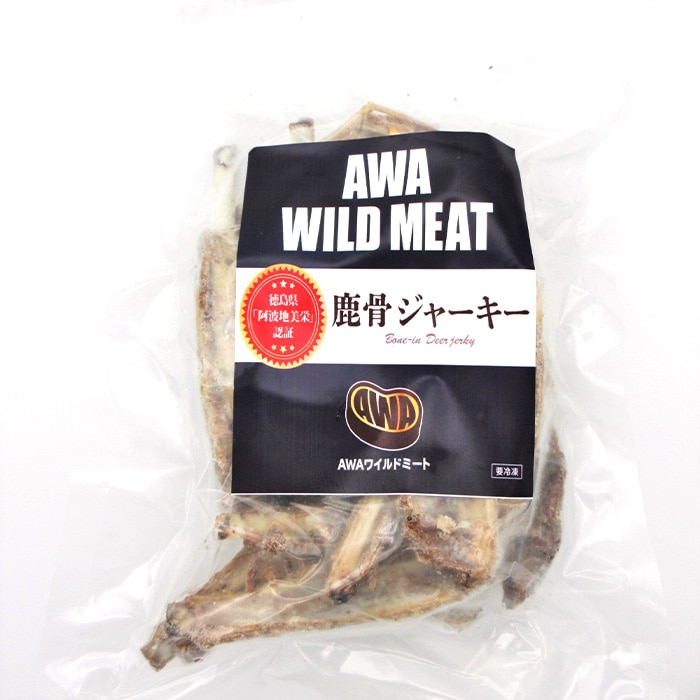 AWA
WILD MEAT
徳島県
「阿波地美栄」
認証
鹿骨ジャーキー
Bone-in Deer jerky
AWA
AWAワイルドミート
要冷凍